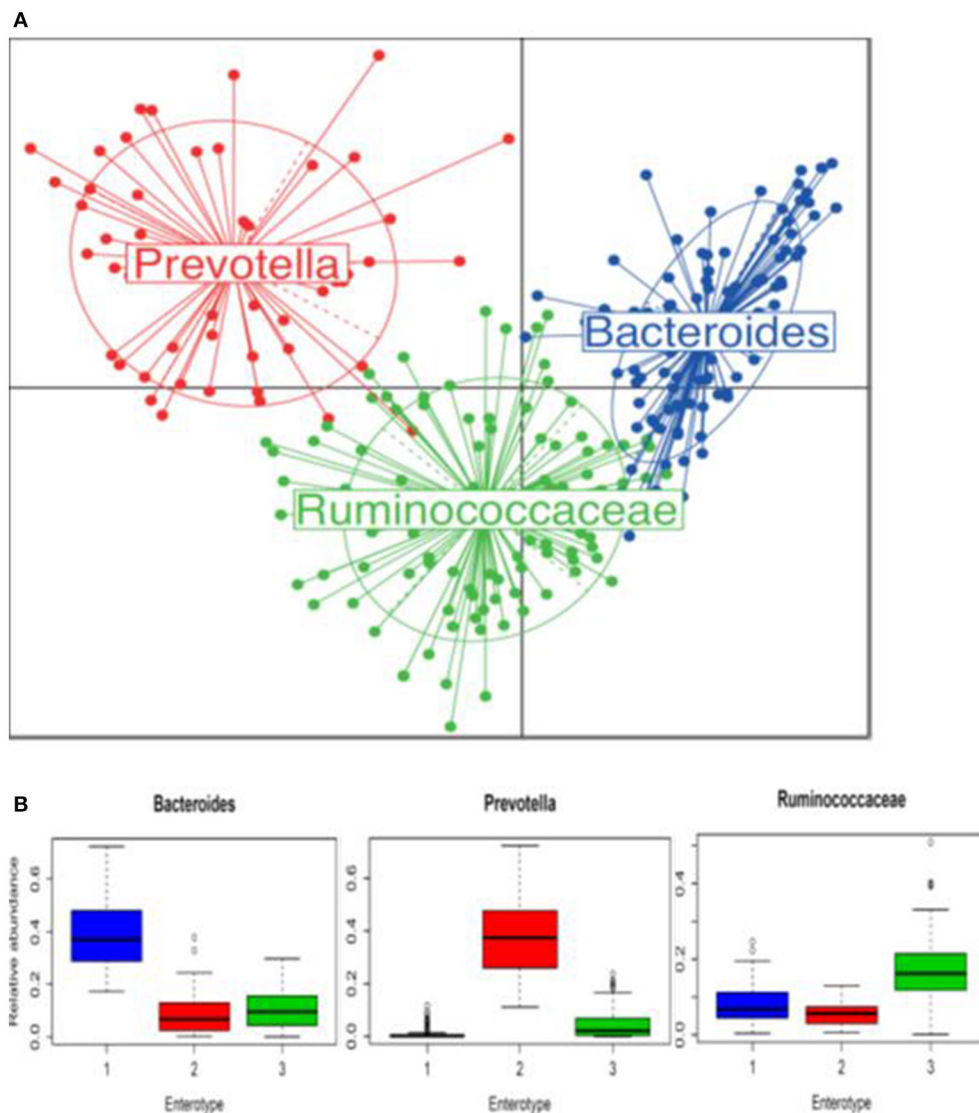 A
Prevotella
Bacteroides
Ruminococcaceae
B
Bacteroides
Prevotella
Ruminococcaceae
Relative abundance
0.6
0.4
0.2
0.0
1 2 3
Enterotype
0.6
0.4
0.2
0.0
1 2 3
Enterotype
0.4
0.2
0.0
1 2 3
Enterotype